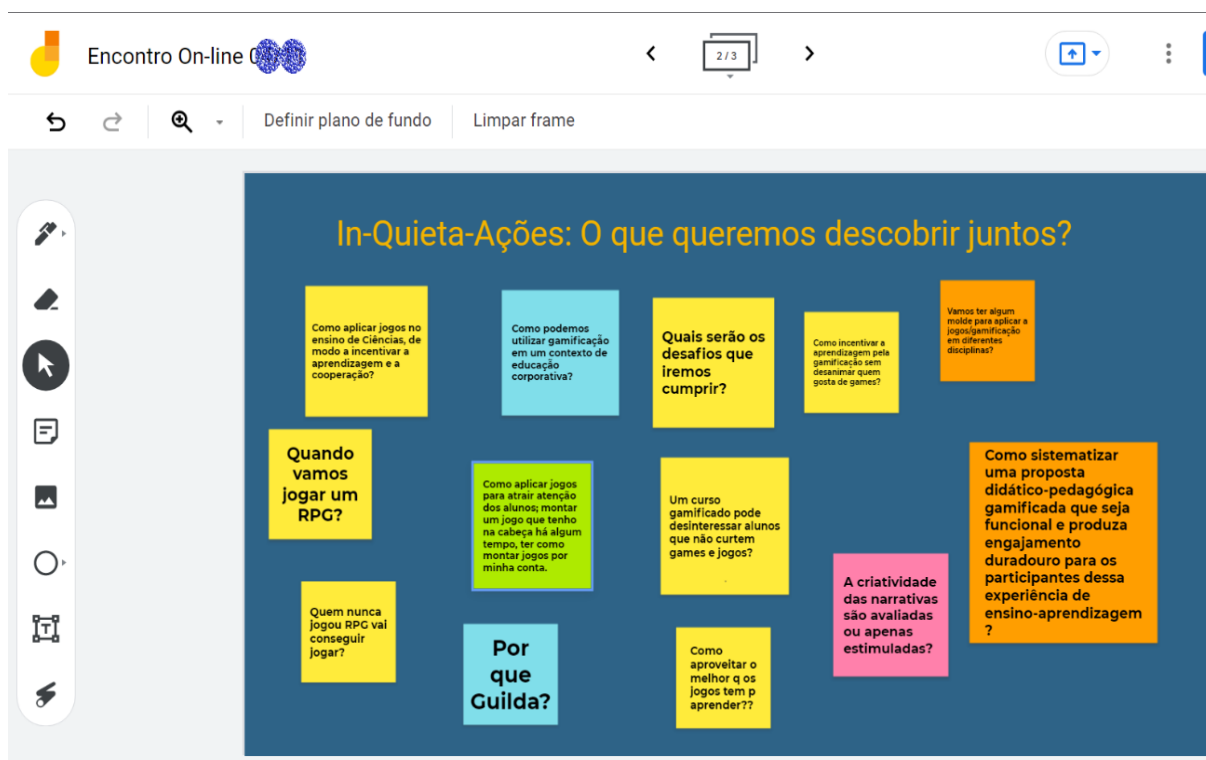 Encontro On-line
2 / 3
Definir plano de fundo
Limpar frame
In-Quieta-Ações: O que queremos descobrir juntos?
Como aplicar jogos no
ensino de Ciências, de
modo a incentivar a
aprendizagem e a
cooperação?
Como podemos
utilizar gamificação
em um contexto de
educação
corporativa?
Quais serão os
desafios que
iremos
cumprir?
Como incentivar a
aprendizagem pela
gamificação sem
desanimar quem
gosta de games?
Vamos ter algum
molde para aplicar a
jogos/gamificação
em diferentes
disciplinas?
Quando
vamos
jogar um
RPG?
Como aplicar jogos
para atrair atenção
dos alunos; montar
um jogo que tenho
na cabeça há algum
tempo, ter como
montar jogos por
minha conta.
Um curso
gamificado pode
desinteressar alunos
que não curtem
games e jogos?
.
Como sistematizar
uma proposta
didático-pedagógica
gamificada que seja
funcional e produza
engajamento
duradouro para os
participantes dessa
experiência de
ensino-aprendizagem
?
Quem nunca
jogou RPG vai
conseguir
jogar?
Por
que
Guilda?
Como
aproveitar o
melhor q os
jogos tem p
aprender??
A criatividade
das narrativas
são avaliadas
ou apenas
estimuladas?